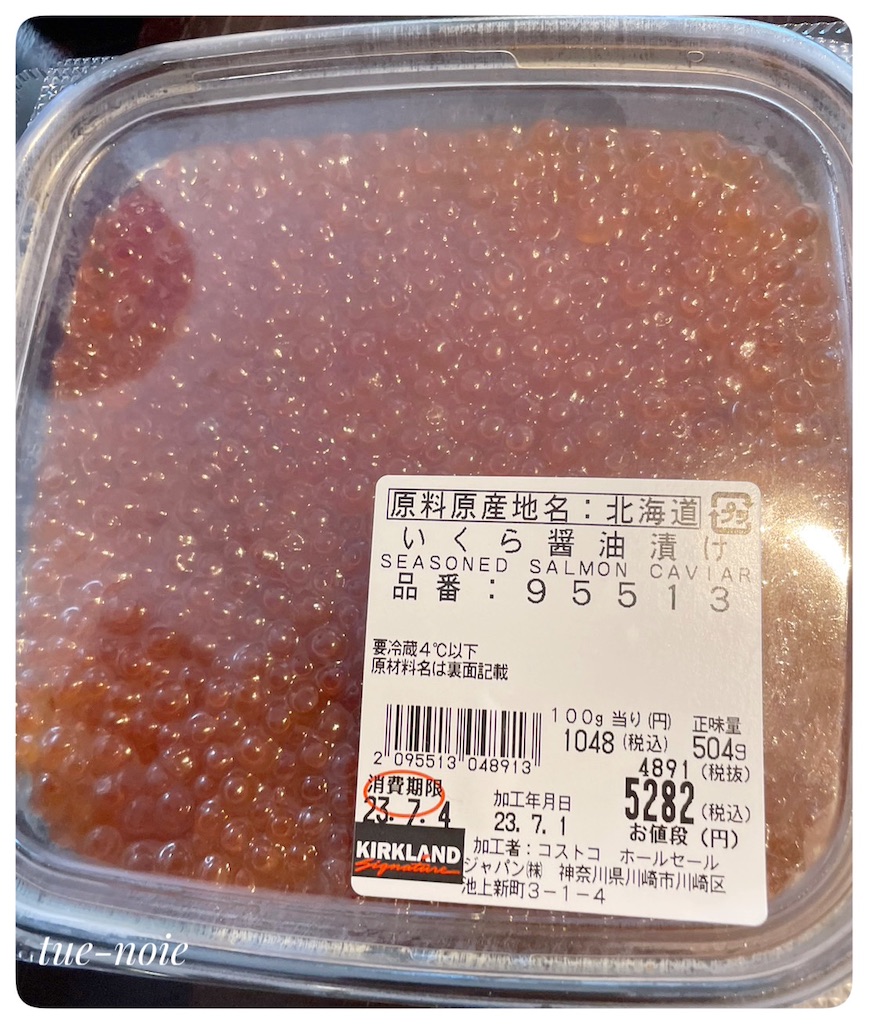 原料原産地名：北海道 プラ
いくら醤油漬け
SEASONED SALMON CAVIAR
品番：95513
要冷蔵4℃以下
原材料名は裏面記載
100g当り(円) 正味量
1048(税込) 504g
4891(税抜)
5282(税込)
お値段(円)
2 095513 048913
消費期限
23.7.4
加工年月日
23.7.1
KIRKLAND
Signature
加工者：コストコ ホールセール
ジャパン㈱ 神奈川県川崎市川崎区
池上新町3-1-4
tue-noie